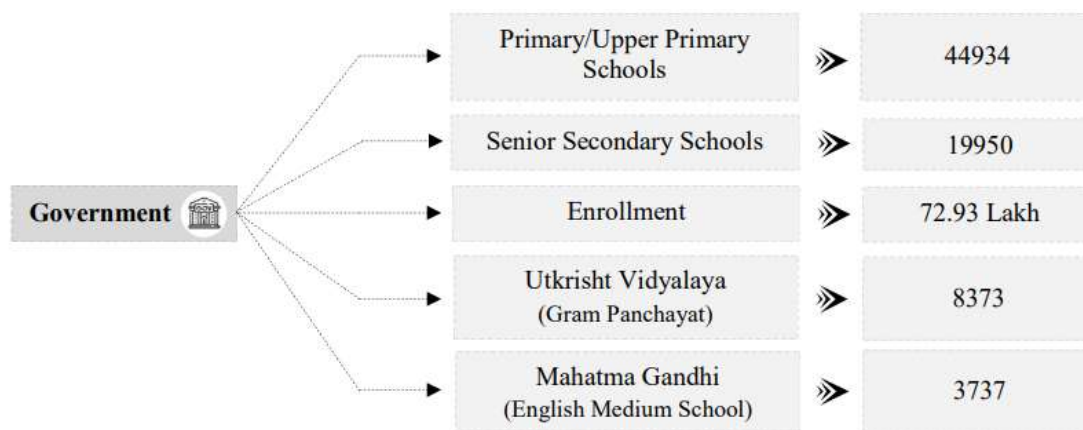 Government
Primary/Upper Primary
Schools
44934
Senior Secondary Schools
19950
Enrollment
72.93 Lakh
Utkrisht Vidyalaya
(Gram Panchayat)
8373
Mahatma Gandhi
(English Medium School)
3737